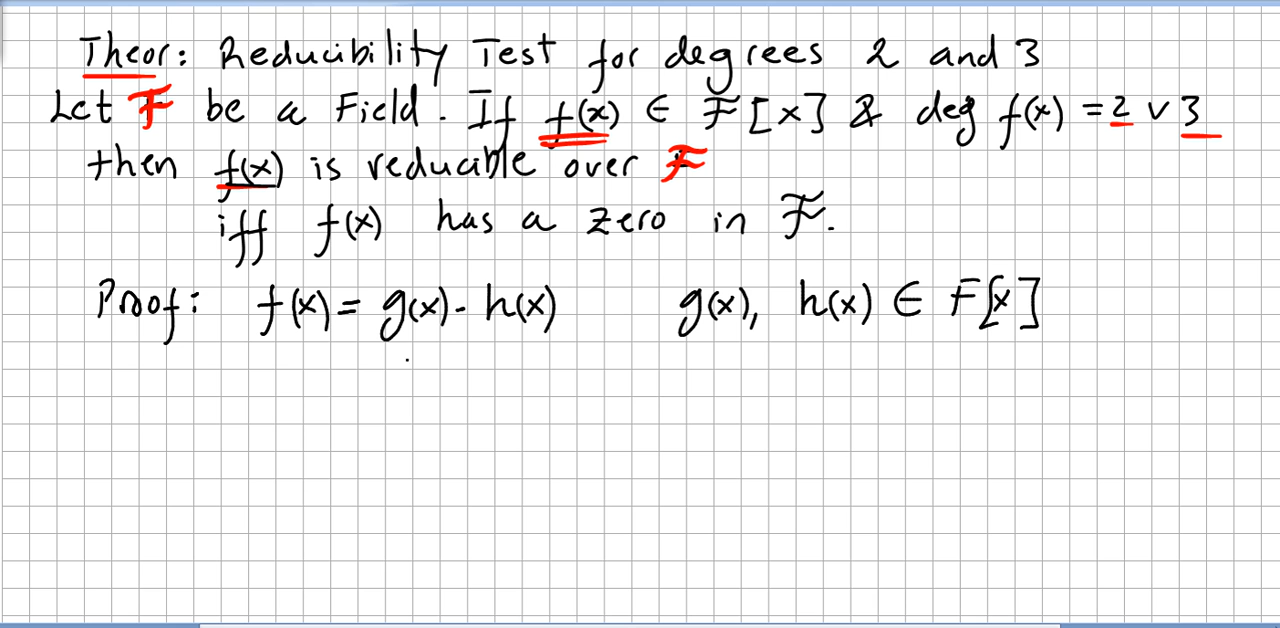 Theor: Reducibility Test for degrees 2 and 3
Let F be a Field. If f(x) ∈ F[x] & deg f(x) = 2 ∨ 3
then f(x) is reducible over F
iff f(x) has a zero in F.
Proof: f(x) = g(x) · h(x) g(x), h(x) ∈ F[x]